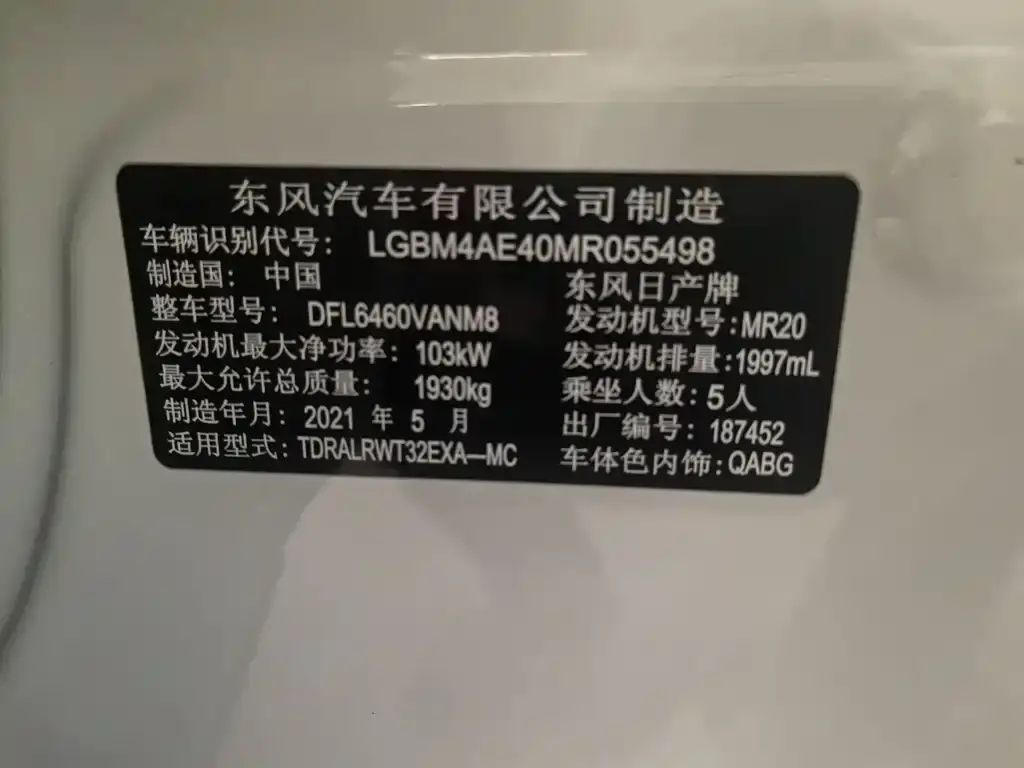 东风汽车有限公司制造
车辆识别代号: LGBM4AE40MR055498
制造国: 中国 东风日产牌
整车型号: DFL6460VANM8 发动机型号:MR20
发动机最大净功率: 103kW 发动机排量:1997mL
最大允许总质量: 1930kg 乘坐人数:5人
制造年月: 2021 年 5 月 出厂编号: 187452
适用型式: TDRALRWT32EXA—MC 车体色内饰:QABG